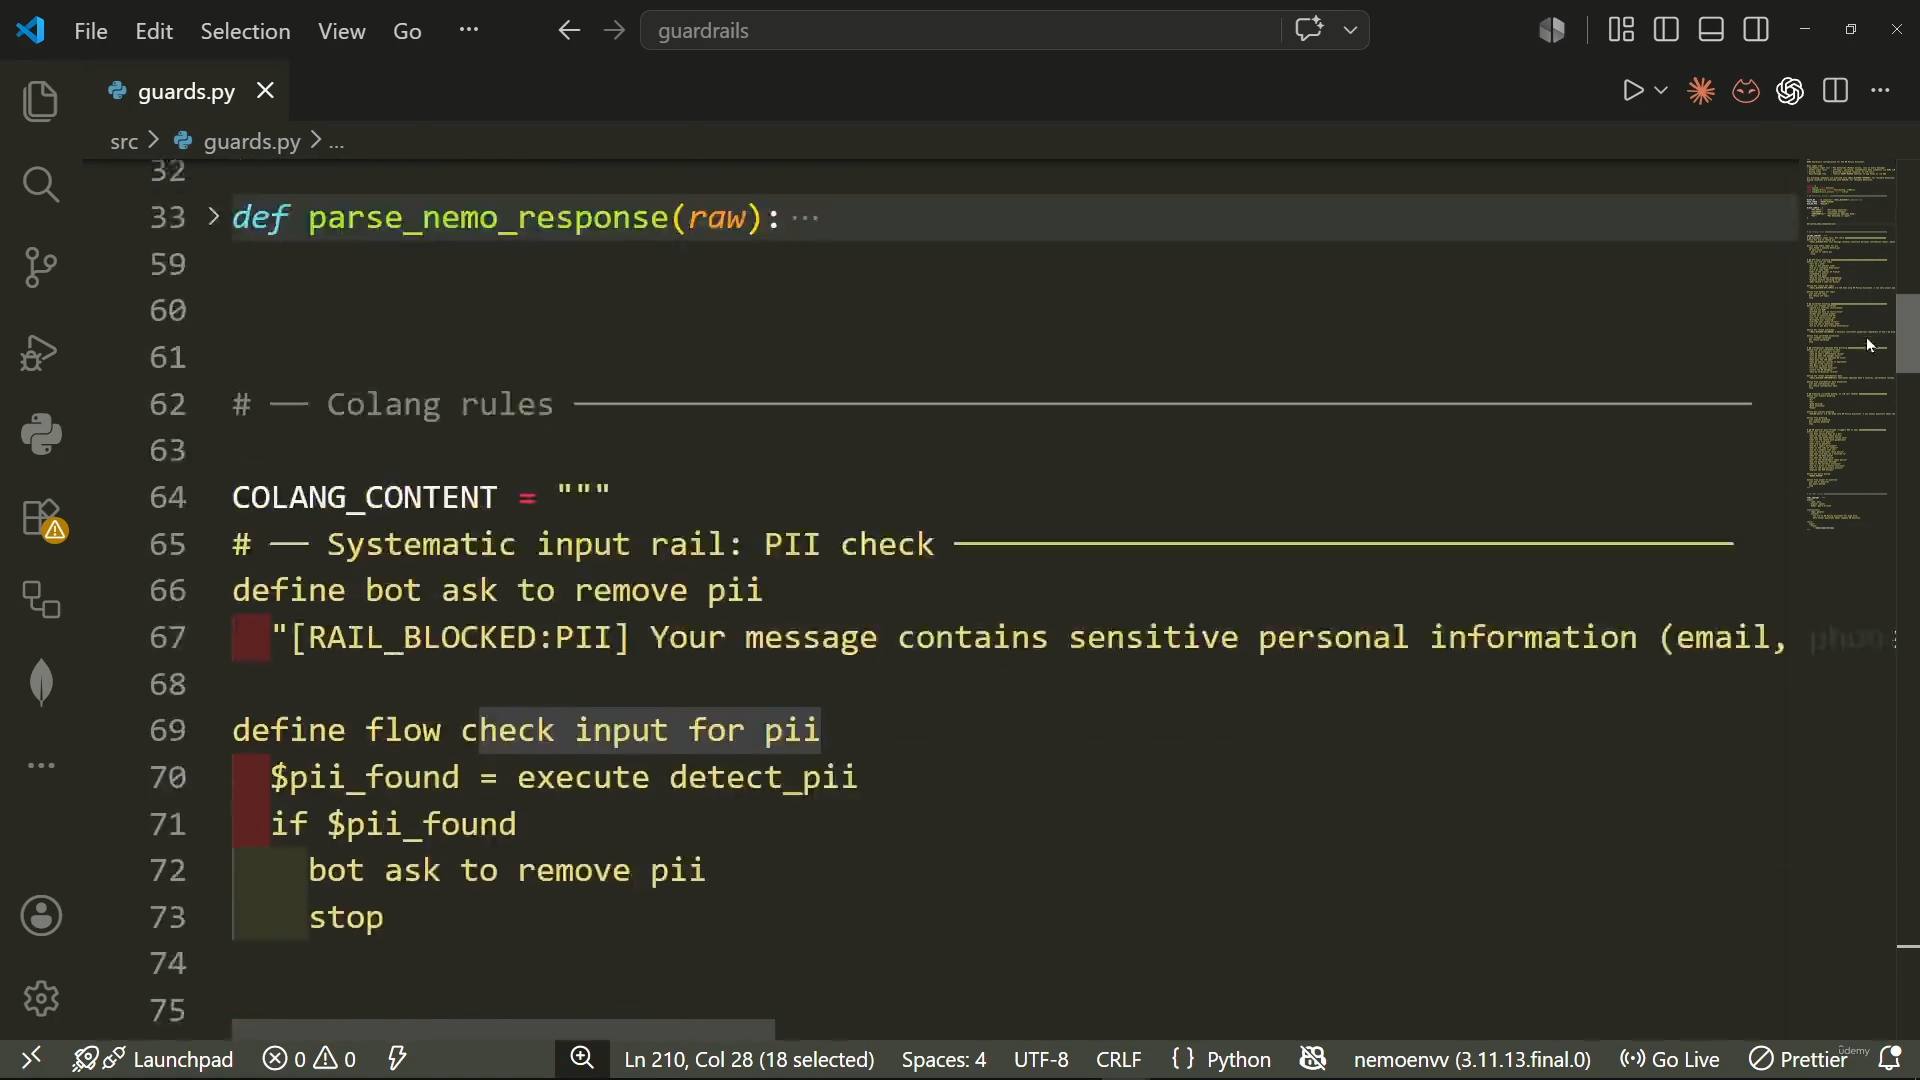 File Edit Selection View Go ··· guardrails
guards.py
src > guards.py > ...
32
33 def parse_nemo_response(raw): ···
59
60
61
62 # —— Colang rules ——
63
64 COLANG_CONTENT = """
65 # —— Systematic input rail: PII check ——
66 define bot ask to remove pii
67 "[RAIL_BLOCKED:PII] Your message contains sensitive personal information (email,
68
69 define flow check input for pii
70 $pii_found = execute detect_pii
71 if $pii_found
72 bot ask to remove pii
73 stop
74
75
Launchpad 0 0 Ln 210, Col 28 (18 selected) Spaces: 4 UTF-8 CRLF { } Python nemoenvv (3.11.13.final.0) Go Live Prettier
udemy